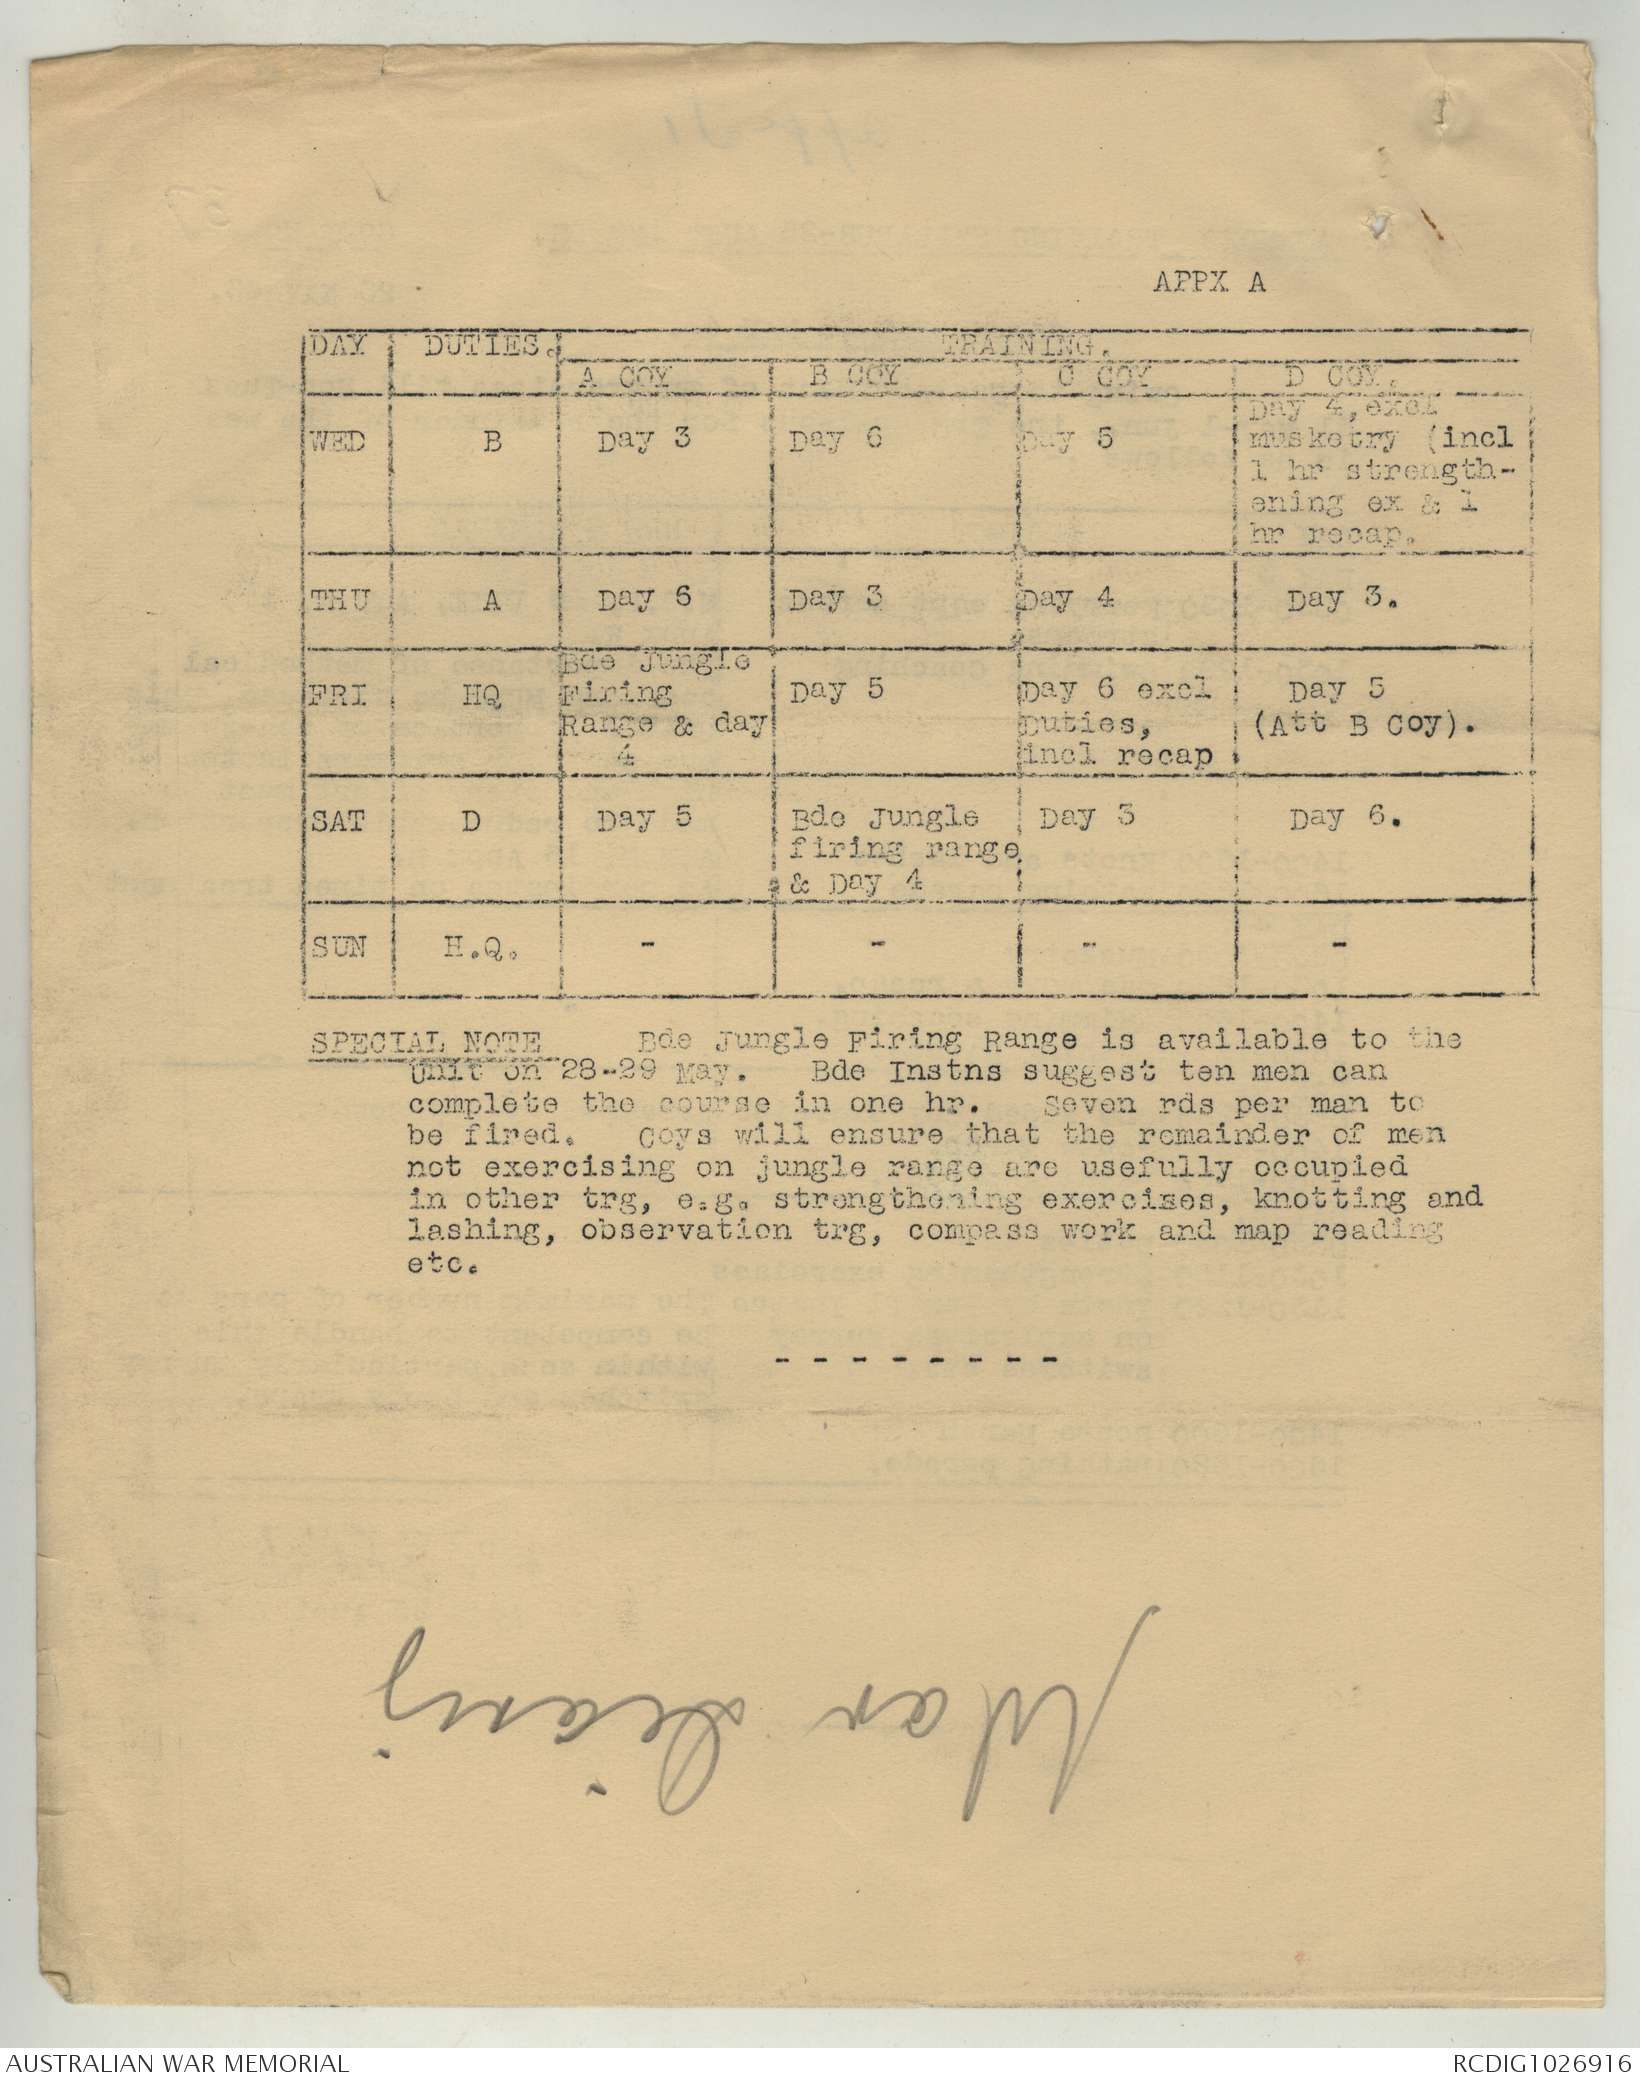 APPX A
DAY DUTIES. TRAINING.
A COY B COY C COY D COY.
WED B Day 3 Day 6 Day 5 Day 4, excl
musketry (incl
1 hr strength-
ening ex & 1
hr recap.
THU A Day 6 Day 3 Day 4 Day 3.
FRI HQ Bde Jungle
Firing
Range & day
4 Day 5 Day 6 excl
Duties,
incl recap Day 5
(Att B Coy).
SAT D Day 5 Bde Jungle
firing range
& Day 4 Day 3 Day 6.
SUN H.Q. - - - -
SPECIAL NOTE Bde Jungle Firing Range is available to the
Unit on 28-29 May. Bde Instns suggest ten men can
complete the course in one hr. Seven rds per man to
be fired. Coys will ensure that the remainder of men
not exercising on jungle range are usefully occupied
in other trg, e.g. strengthening exercises, knotting and
lashing, observation trg, compass work and map reading
etc.
- - - - - - - -
War Diary
AUSTRALIAN WAR MEMORIAL
RCDIG1026916